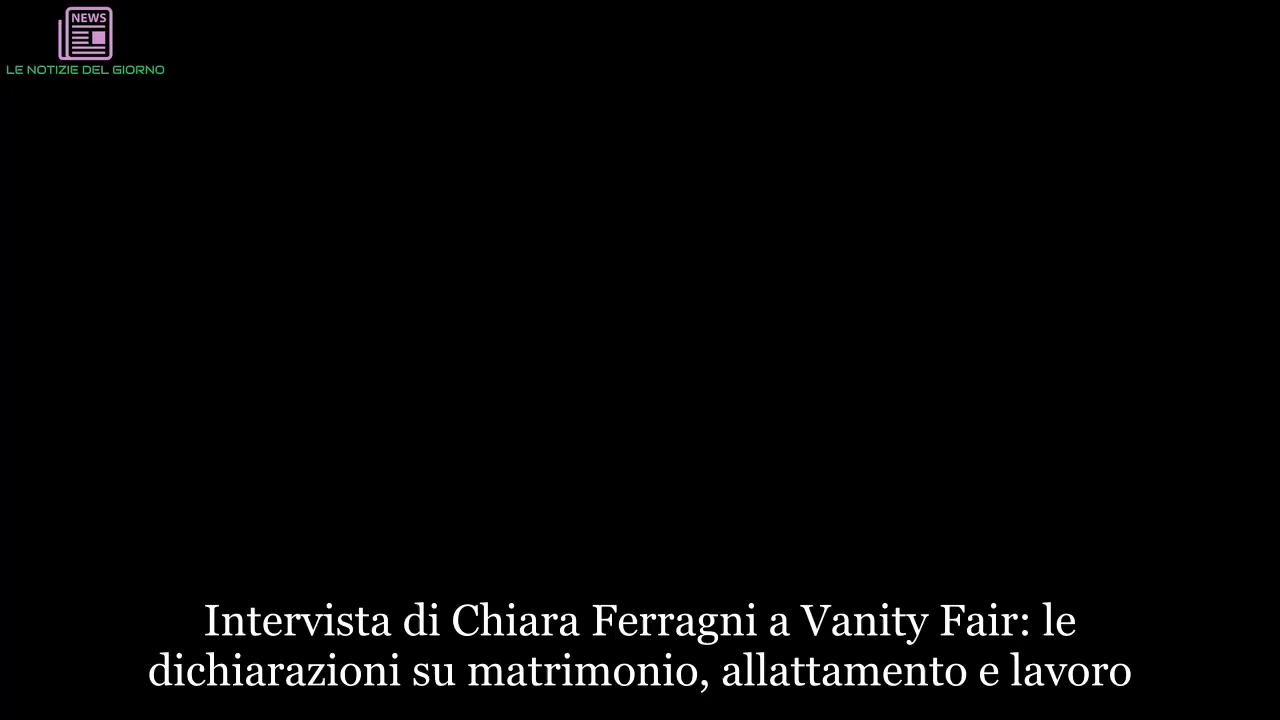 NEWS
LE NOTIZIE DEL GIORNO
Intervista di Chiara Ferragni a Vanity Fair: le
dichiarazioni su matrimonio, allattamento e lavoro